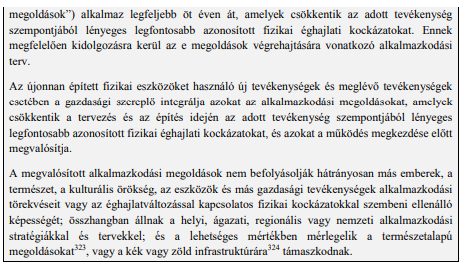 megoldások”) alkalmaz legfeljebb öt éven át, amelyek csökkentik az adott tevékenység
szempontjából lényeges legfontosabb azonosított fizikai éghajlati kockázatokat. Ennek
megfelelően kidolgozásra kerül az e megoldások végrehajtására vonatkozó alkalmazkodási
terv.
Az újonnan épített fizikai eszközöket használó új tevékenységek és meglévő tevékenységek
esetében a gazdasági szereplő integrálja azokat az alkalmazkodási megoldásokat, amelyek
csökkentik a tervezés és az építés idején az adott tevékenység szempontjából lényeges
legfontosabb azonosított fizikai éghajlati kockázatokat, és azokat a működés megkezdése előtt
megvalósítja.
A megvalósított alkalmazkodási megoldások nem befolyásolják hátrányosan más emberek, a
természet, a kulturális örökség, az eszközök és más gazdasági tevékenységek alkalmazkodási
törekvéseit vagy az éghajlatváltozással kapcsolatos fizikai kockázatokkal szembeni ellenálló
képességét; összhangban állnak a helyi, ágazati, regionális vagy nemzeti alkalmazkodási
stratégiákkal és tervekkel; és a lehetséges mértékben mérlegelik a természetalapú
megoldásokat323, vagy a kék vagy zöld infrastruktúrára324 támaszkodnak.